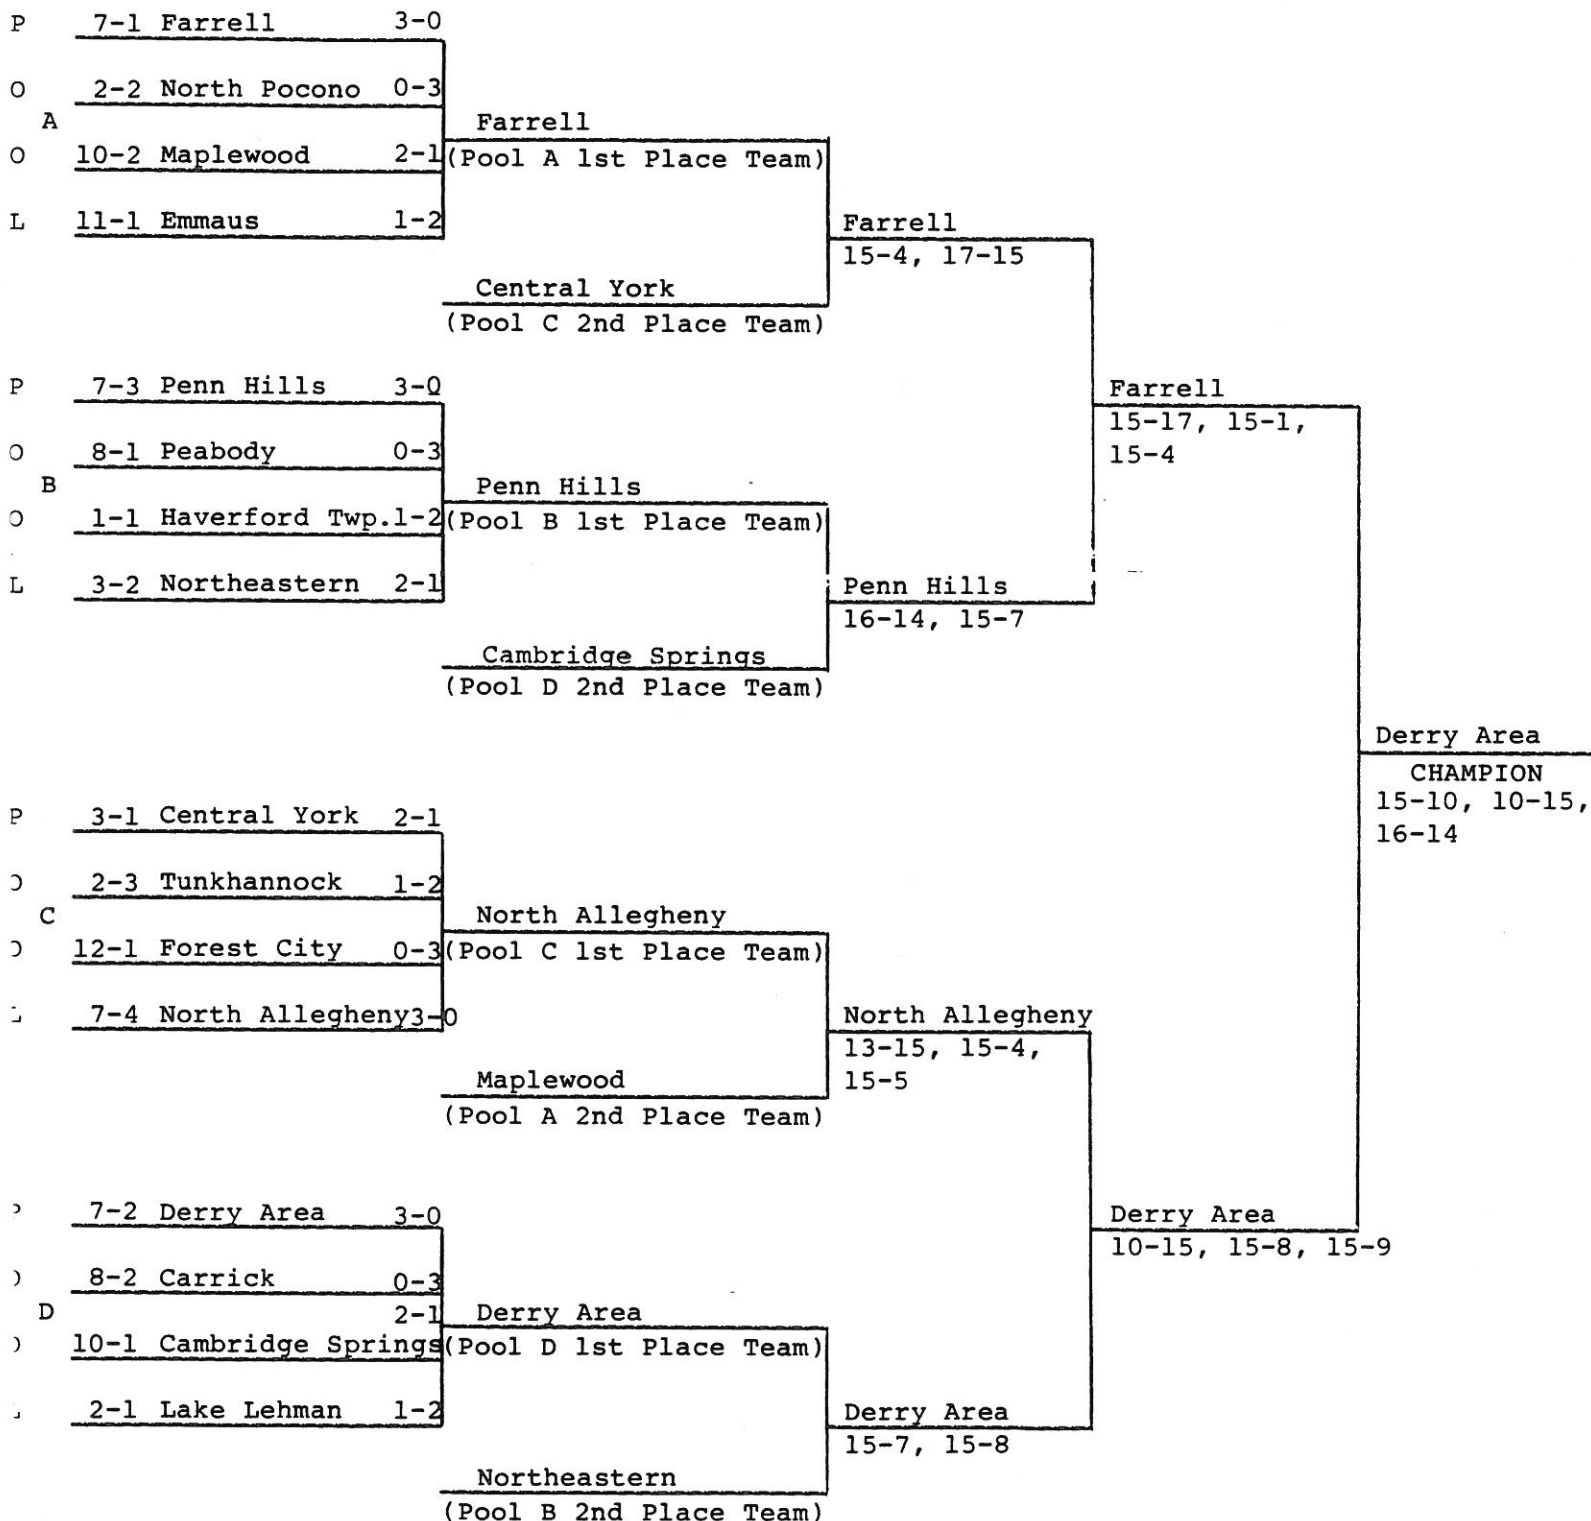 P 7-1 Farrell 3-0
O 2-2 North Pocono 0-3
A
Farrell
O 10-2 Maplewood 2-1
(Pool A 1st Place Team)
L 11-1 Emmaus 1-2
Farrell
15-4, 17-15
Central York
(Pool C 2nd Place Team)
P 7-3 Penn Hills 3-0
Farrell
15-17, 15-1,
15-4
O 8-1 Peabody 0-3
B
Penn Hills
O 1-1 Haverford Twp. 1-2
(Pool B 1st Place Team)
L 3-2 Northeastern 2-1
Penn Hills
16-14, 15-7
Cambridge Springs
(Pool D 2nd Place Team)
Derry Area
CHAMPION
15-10, 10-15,
16-14
P 3-1 Central York 2-1
O 2-3 Tunkhannock 1-2
C
North Allegheny
O 12-1 Forest City 0-3
(Pool C 1st Place Team)
L 7-4 North Allegheny 3-0
North Allegheny
13-15, 15-4,
15-5
Maplewood
(Pool A 2nd Place Team)
P 7-2 Derry Area 3-0
Derry Area
10-15, 15-8, 15-9
O 8-2 Carrick 0-3
D
2-1
Derry Area
O 10-1 Cambridge Springs
(Pool D 1st Place Team)
L 2-1 Lake Lehman 1-2
Derry Area
15-7, 15-8
Northeastern
(Pool B 2nd Place Team)